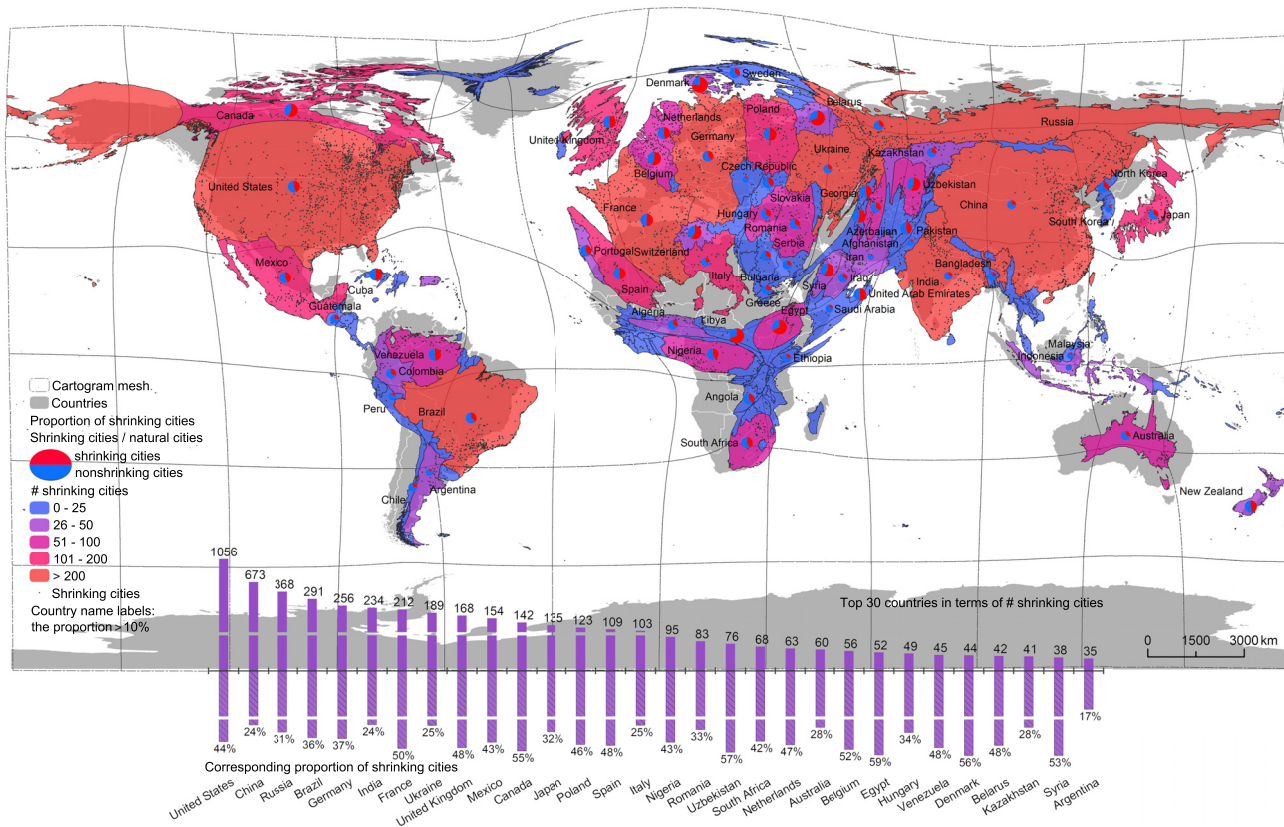 Sweden
Denmark
Belarus
Canada
Netherlands
Poland
Russia
United Kingdom
Germany
Ukraine
Kazakhstan
Czech Republic
Belgium
North Korea
United States
Georgia
Uzbekistan
Slovakia
France
Hungary
China
South Korea
Japan
Romania
Azerbaijan
Pakistan
Serbia
Afghanistan
Portugal
Switzerland
Iran
Mexico
Bangladesh
Italy
Bulgaria
Iraq
India
Cuba
Spain
Syria
United Arab Emirates
Greece
Guatemala
Algeria
Libya
Egypt
Saudi Arabia
Malaysia
Venezuela
Nigeria
Ethiopia
Indonesia
Colombia
Peru
Brazil
Angola
South Africa
Australia
Argentina
Chile
New Zealand
Cartogram mesh
Countries
Proportion of shrinking cities
Shrinking cities / natural cities
shrinking cities
nonshrinking cities
# shrinking cities
0 - 25
26 - 50
51 - 100
101 - 200
> 200
Shrinking cities
Country name labels:
the proportion >10%
Top 30 countries in terms of # shrinking cities
0 1500 3000 km
1056 673 368 291 256 234 212 189 168 154 142 135 123 109 103 95 83 76 68 63 60 56 52 49 45 44 42 41 38 35
44% 24% 31% 36% 37% 24% 50% 25% 48% 43% 55% 32% 46% 48% 25% 43% 33% 57% 42% 47% 28% 52% 59% 34% 48% 56% 48% 28% 53% 17%
Corresponding proportion of shrinking cities
United States China Russia Brazil Germany India France Ukraine United Kingdom Mexico Canada Japan Poland Spain Italy Nigeria Romania Uzbekistan South Africa Netherlands Australia Belgium Egypt Hungary Venezuela Denmark Belarus Kazakhstan Syria Argentina